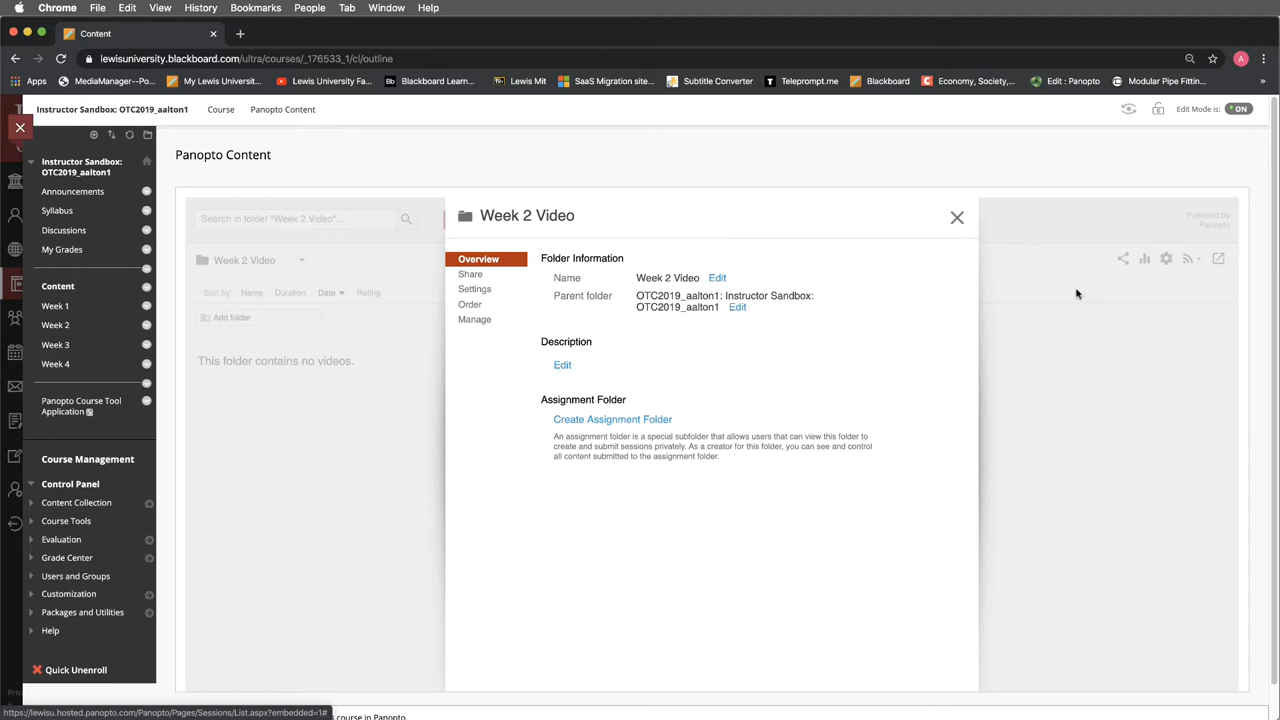 Chrome File Edit View History Bookmarks People Tab Window Help
Content
lewisuniversity.blackboard.com/ultra/courses/_176533_1/cl/outline
Apps MediaManager--Po... My Lewis Universit... Lewis University Fa... Bb Blackboard Learn... Lewis Mit SaaS Migration site... Subtitle Converter T Teleprompt.me Blackboard C Economy, Society,... Edit : Panopto Modular Pipe Fittin... »
A
Instructor Sandbox: OTC2019_aalton1 Course Panopto Content Edit Mode is: ON
Instructor Sandbox:
OTC2019_aalton1
Announcements
Syllabus
Discussions
My Grades
Content
Week 1
Week 2
Week 3
Week 4
Panopto Course Tool
Application
Course Management
Control Panel
Content Collection
Course Tools
Evaluation
Grade Center
Users and Groups
Customization
Packages and Utilities
Help
Quick Unenroll
Priv
Panopto Content
Search in folder "Week 2 Video"...
Week 2 Video
Sort by: Name Duration Date Rating
Add folder
This folder contains no videos.
Powered by
Panopto
Week 2 Video
Overview
Share
Settings
Order
Manage
Folder Information
Name Week 2 Video Edit
Parent folder OTC2019_aalton1: Instructor Sandbox:
OTC2019_aalton1 Edit
Description
Edit
Assignment Folder
Create Assignment Folder
An assignment folder is a special subfolder that allows users that can view this folder to
create and submit sessions privately. As a creator for this folder, you can see and control
all content submitted to the assignment folder.
https://lewisu.hosted.panopto.com/Panopto/Pages/Sessions/List.aspx?embedded=1#
course in Panopto.